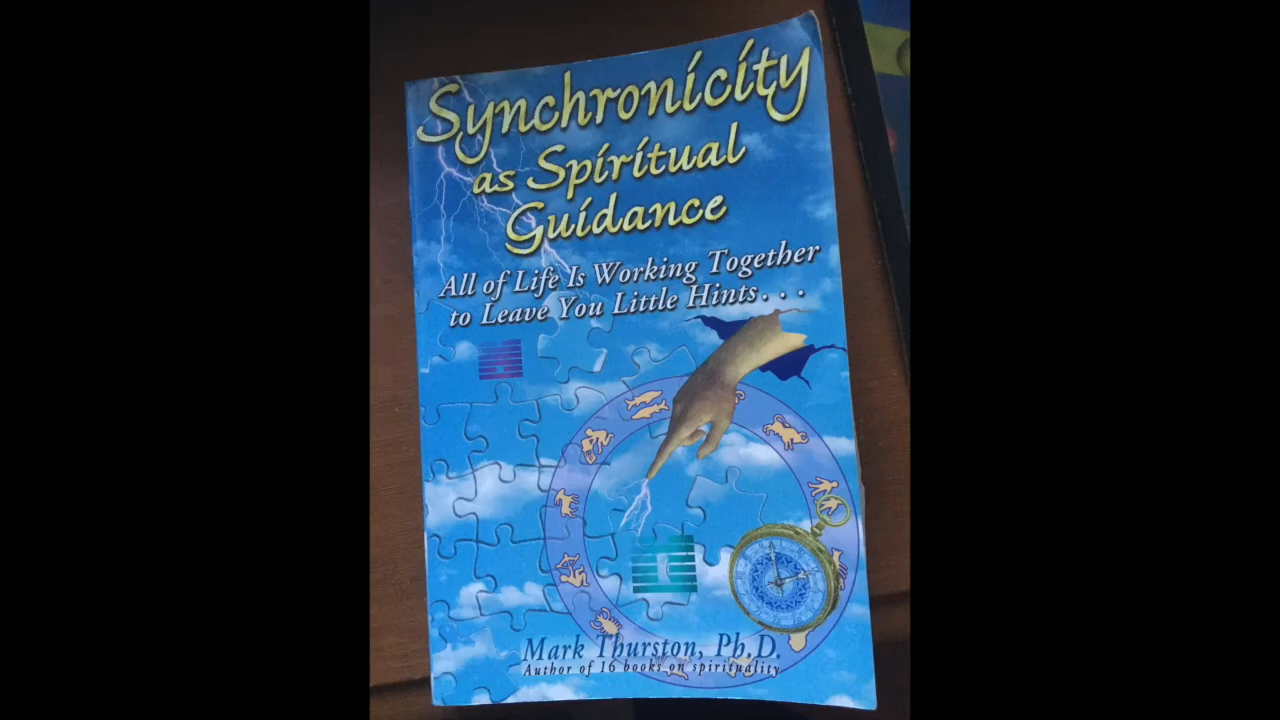 Synchronicity
as Spiritual
Guidance
All of Life Is Working Together
to Leave You Little Hints . . .
Mark Thurston, Ph.D.
Author of 16 books on spirituality